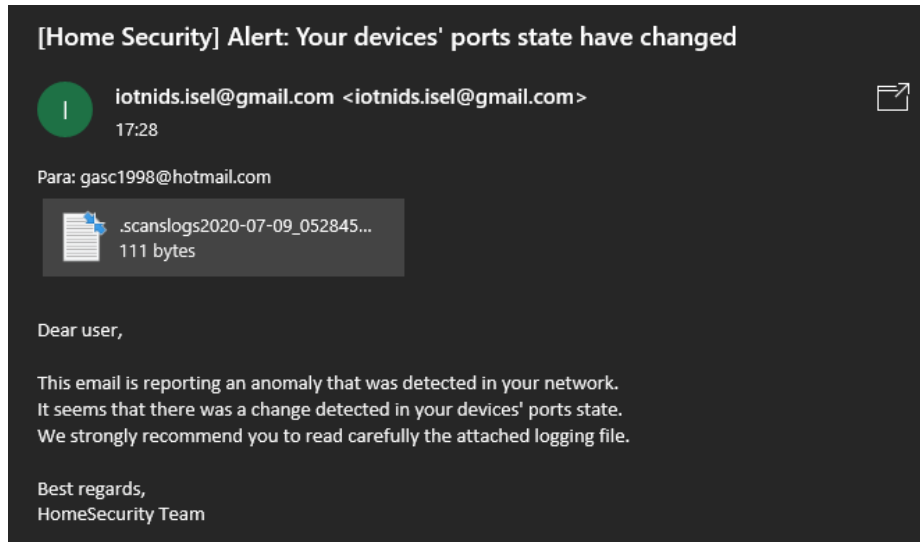 [Home Security] Alert: Your devices' ports state have changed
I
iotnids.isel@gmail.com <iotnids.isel@gmail.com>
17:28
Para: gasc1998@hotmail.com
.scanslogs2020-07-09_052845...
111 bytes
Dear user,
This email is reporting an anomaly that was detected in your network.
It seems that there was a change detected in your devices' ports state.
We strongly recommend you to read carefully the attached logging file.
Best regards,
HomeSecurity Team